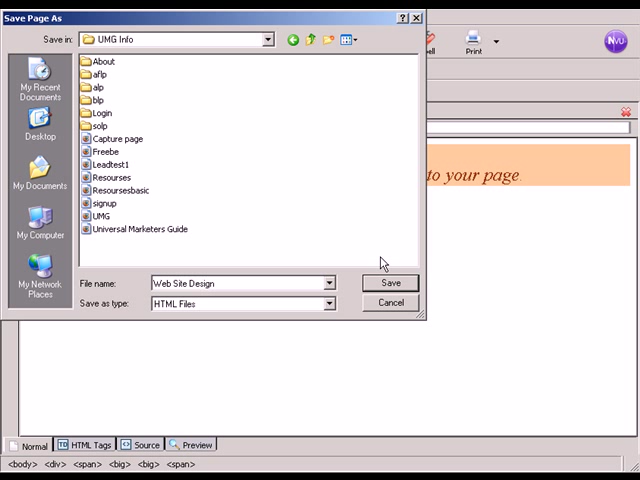 Save Page As
Save in:
UMG Info
My Recent
Documents
Desktop
My Documents
My Computer
My Network
Places
About
aflp
alp
blp
Login
solp
Capture page
Freebe
Leadtest1
Resourses
Resoursesbasic
signup
UMG
Universal Marketers Guide
File name:
Web Site Design
Save
Save as type:
HTML Files
Cancel
Print
NVU
to your page.
Normal
TD HTML Tags
Source
Preview
<body> <div> <span> <big> <big> <span>